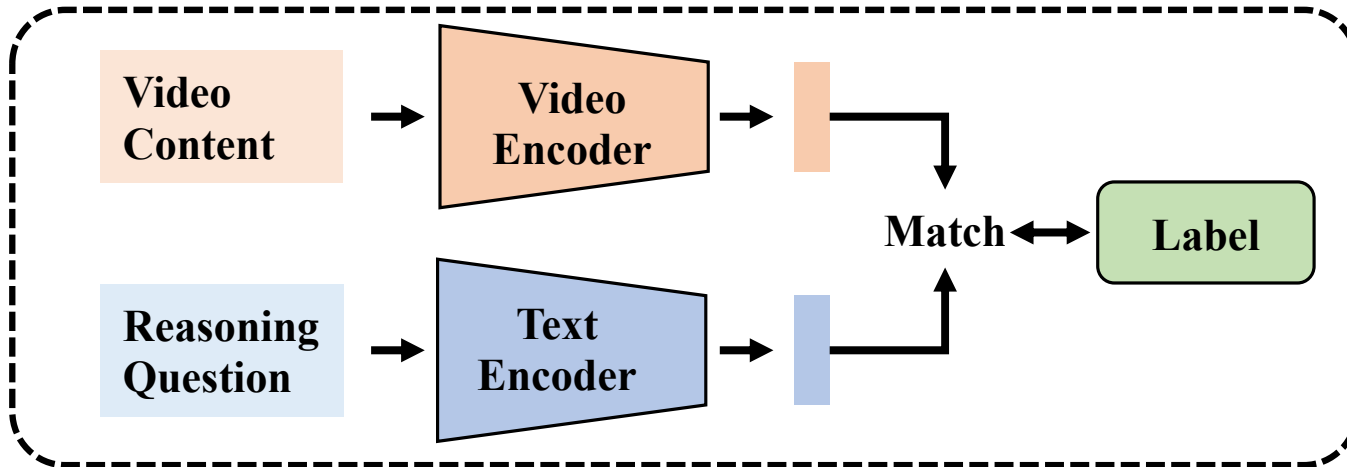 Video
Content
Video
Encoder
Match
Label
Reasoning
Question
Text
Encoder